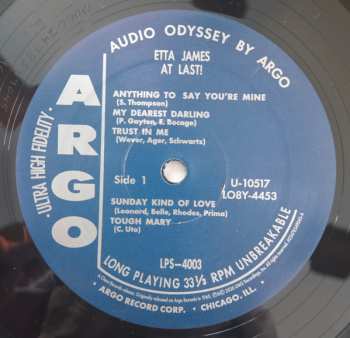 AUDIO ODYSSEY BY ARGO
ETTA JAMES
AT LAST!
ARGO
· ULTRA HIGH FIDELITY ·
ANYTHING TO SAY YOU'RE MINE
(S. Thompson)
MY DEAREST DARLING
(P. Gayten, E. Bocage)
TRUST IN ME
(Wever, Ager, Schwartz)
Side 1
U-10517
LOBY-4453
SUNDAY KIND OF LOVE
(Leonard, Belle, Rhodes, Prima)
TOUGH MARY
(C. Uto)
LPS-4003
LONG PLAYING 33⅓ RPM UNBREAKABLE
· ARGO RECORD CORP. · CHICAGO, ILL. ·